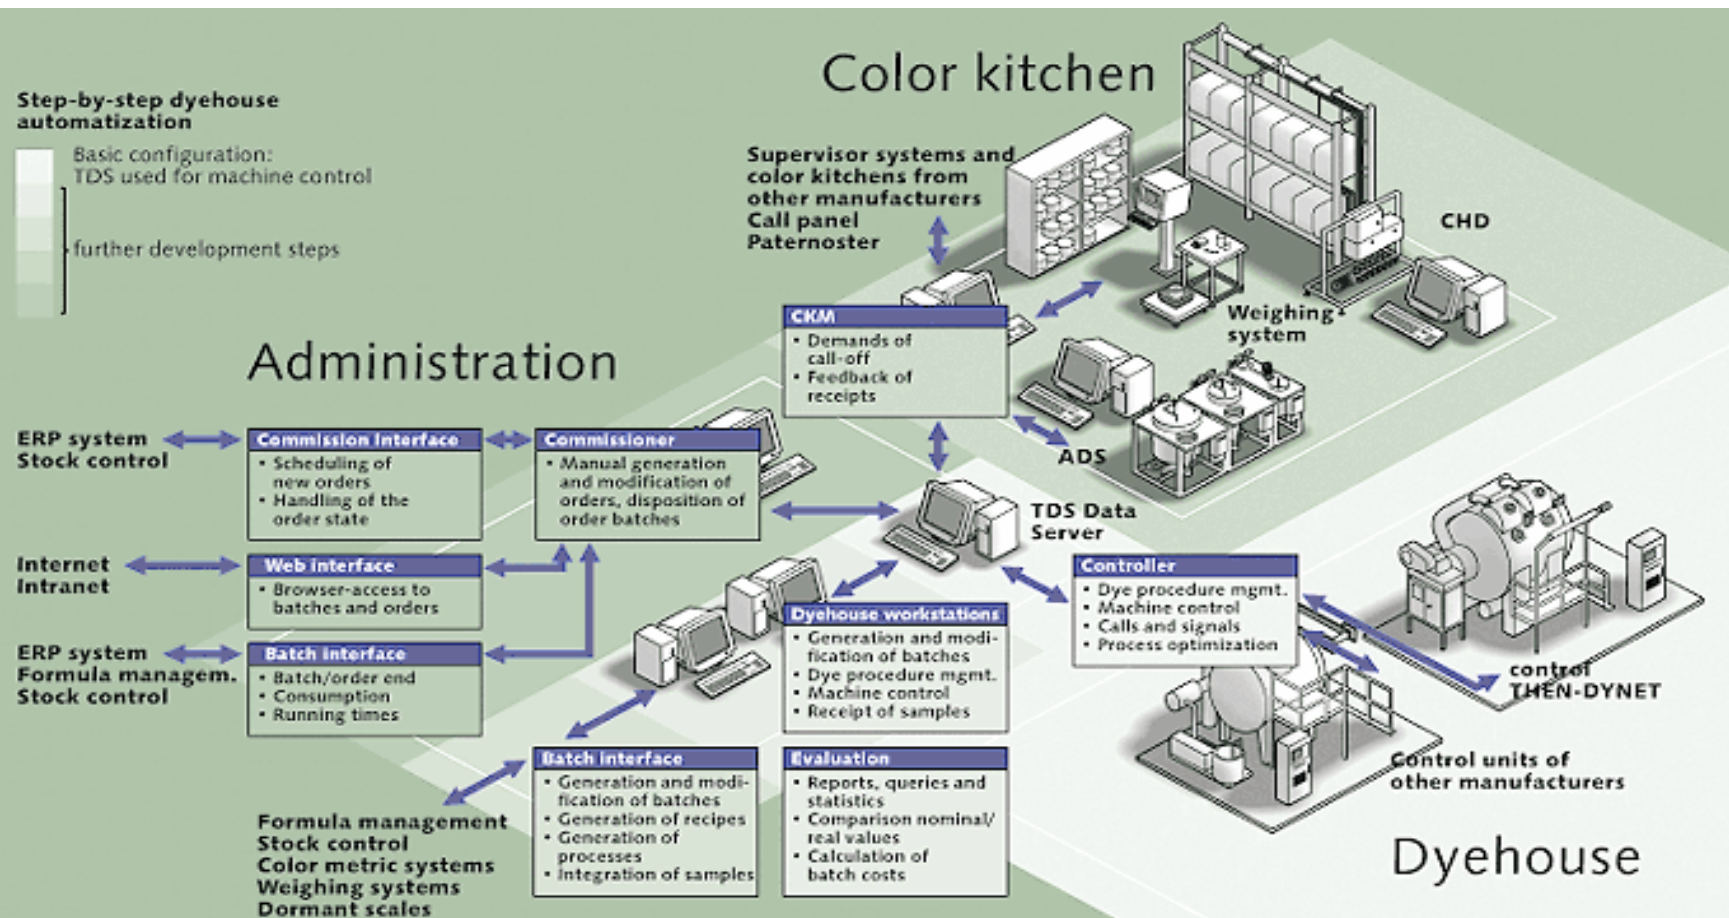 Color kitchen
Step-by-step dyehouse
automatization
Basic configuration:
TDS used for machine control
further development steps
Supervisor systems and
color kitchens from
other manufacturers
Call panel
Paternoster
CHD
Weighing
system
CKM
• Demands of
call-off
• Feedback of
receipts
ADS
Administration
ERP system
Stock control
Commission interface
• Scheduling of
new orders
• Handling of the
order state
Commissioner
• Manual generation
and modification of
orders, disposition of
order batches
TDS Data
Server
Internet
Intranet
Web interface
• Browser-access to
batches and orders
ERP system
Formula managem.
Stock control
Batch interface
• Batch/order end
• Consumption
• Running times
Dyehouse workstations
• Generation and modi-
fication of batches
• Dye procedure mgmt.
• Machine control
• Receipt of samples
Controller
• Dye procedure mgmt.
• Machine control
• Calls and signals
• Process optimization
control
THEN-DYNET
Control units of
other manufacturers
Batch interface
• Generation and modi-
fication of batches
• Generation of recipes
• Generation of
processes
• Integration of samples
Evaluation
• Reports, queries and
statistics
• Comparison nominal/
real values
• Calculation of
batch costs
Formula management
Stock control
Color metric systems
Weighing systems
Dormant scales
Dyehouse